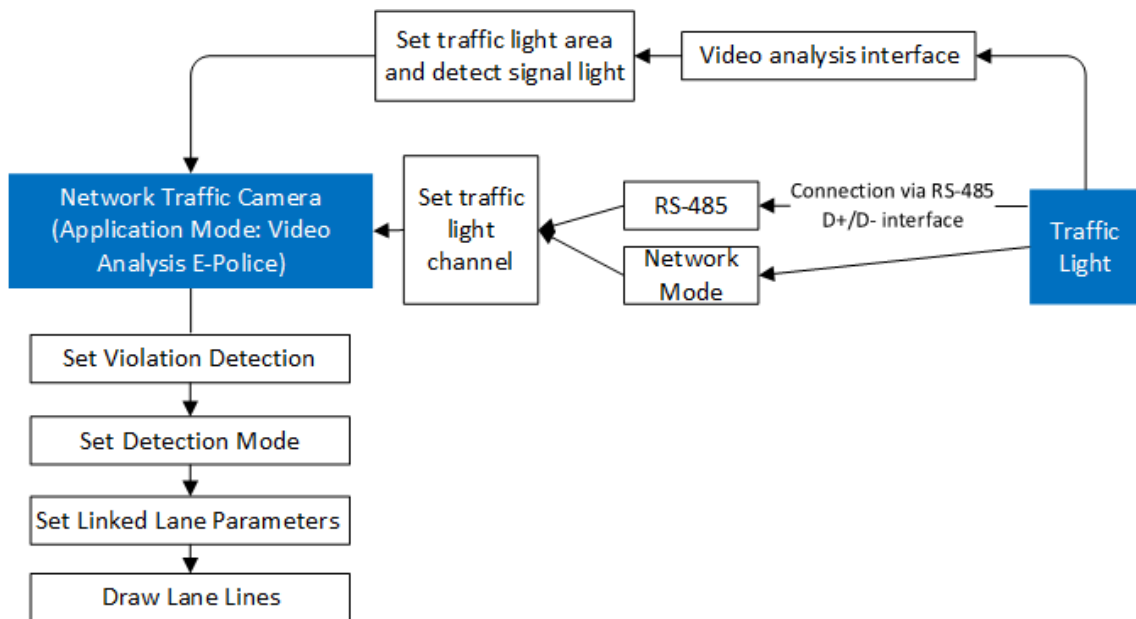 Set traffic light area
and detect signal light
Video analysis interface
Network Traffic Camera
(Application Mode: Video
Analysis E-Police)
Set traffic
light
channel
RS-485
Connection via RS-485
D+/D- interface
Network
Mode
Traffic
Light
Set Violation Detection
Set Detection Mode
Set Linked Lane Parameters
Draw Lane Lines